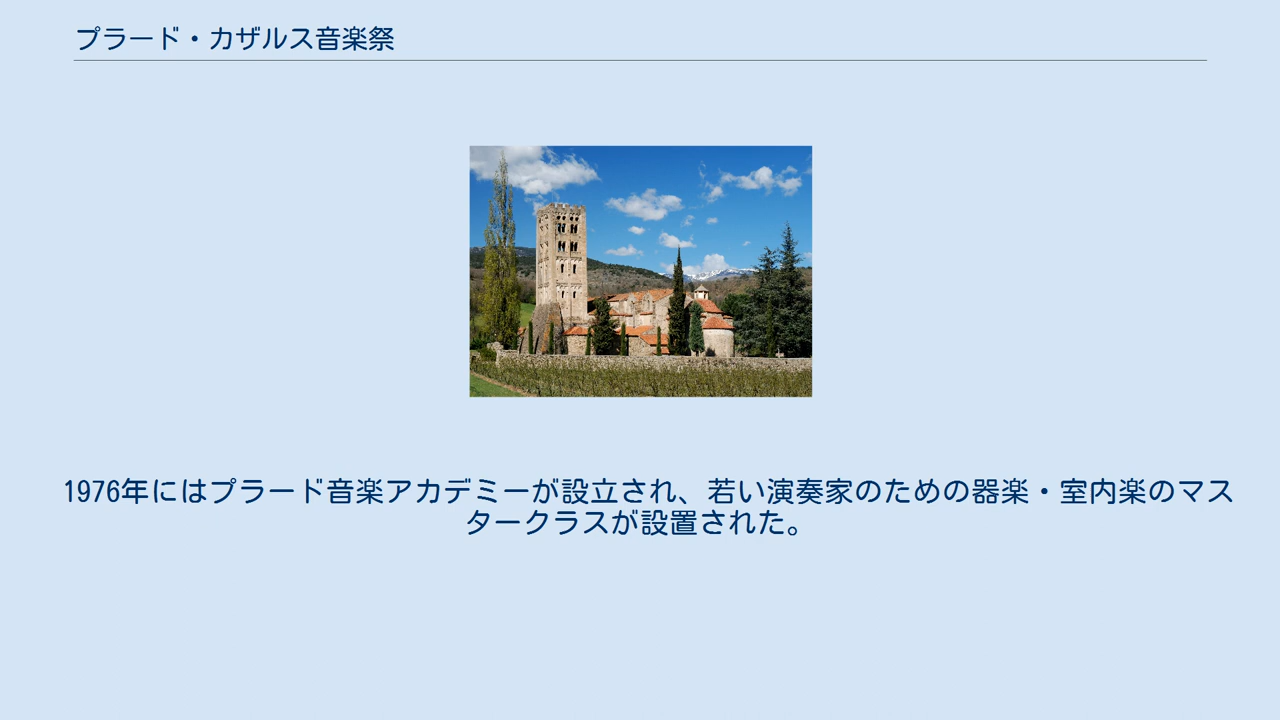 プラード・カザルス音楽祭
1976年にはプラード音楽アカデミーが設立され、若い演奏家のための器楽・室内楽のマス
タークラスが設置された。